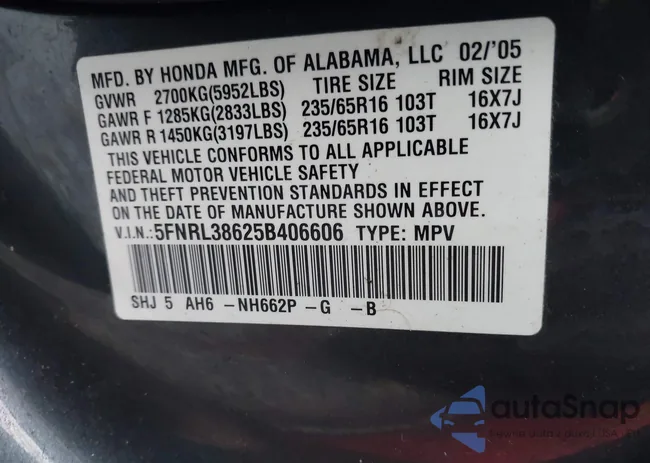 MFD. BY HONDA MFG. OF ALABAMA, LLC 02/'05
GVWR 2700KG(5952LBS) TIRE SIZE RIM SIZE
GAWR F 1285KG(2833LBS) 235/65R16 103T 16X7J
GAWR R 1450KG(3197LBS) 235/65R16 103T 16X7J
THIS VEHICLE CONFORMS TO ALL APPLICABLE
FEDERAL MOTOR VEHICLE SAFETY
AND THEFT PREVENTION STANDARDS IN EFFECT
ON THE DATE OF MANUFACTURE SHOWN ABOVE.
V.I.N.:5FNRL38625B406606 TYPE: MPV
SHJ 5 AH6 -NH662P -G -B
autoSnap